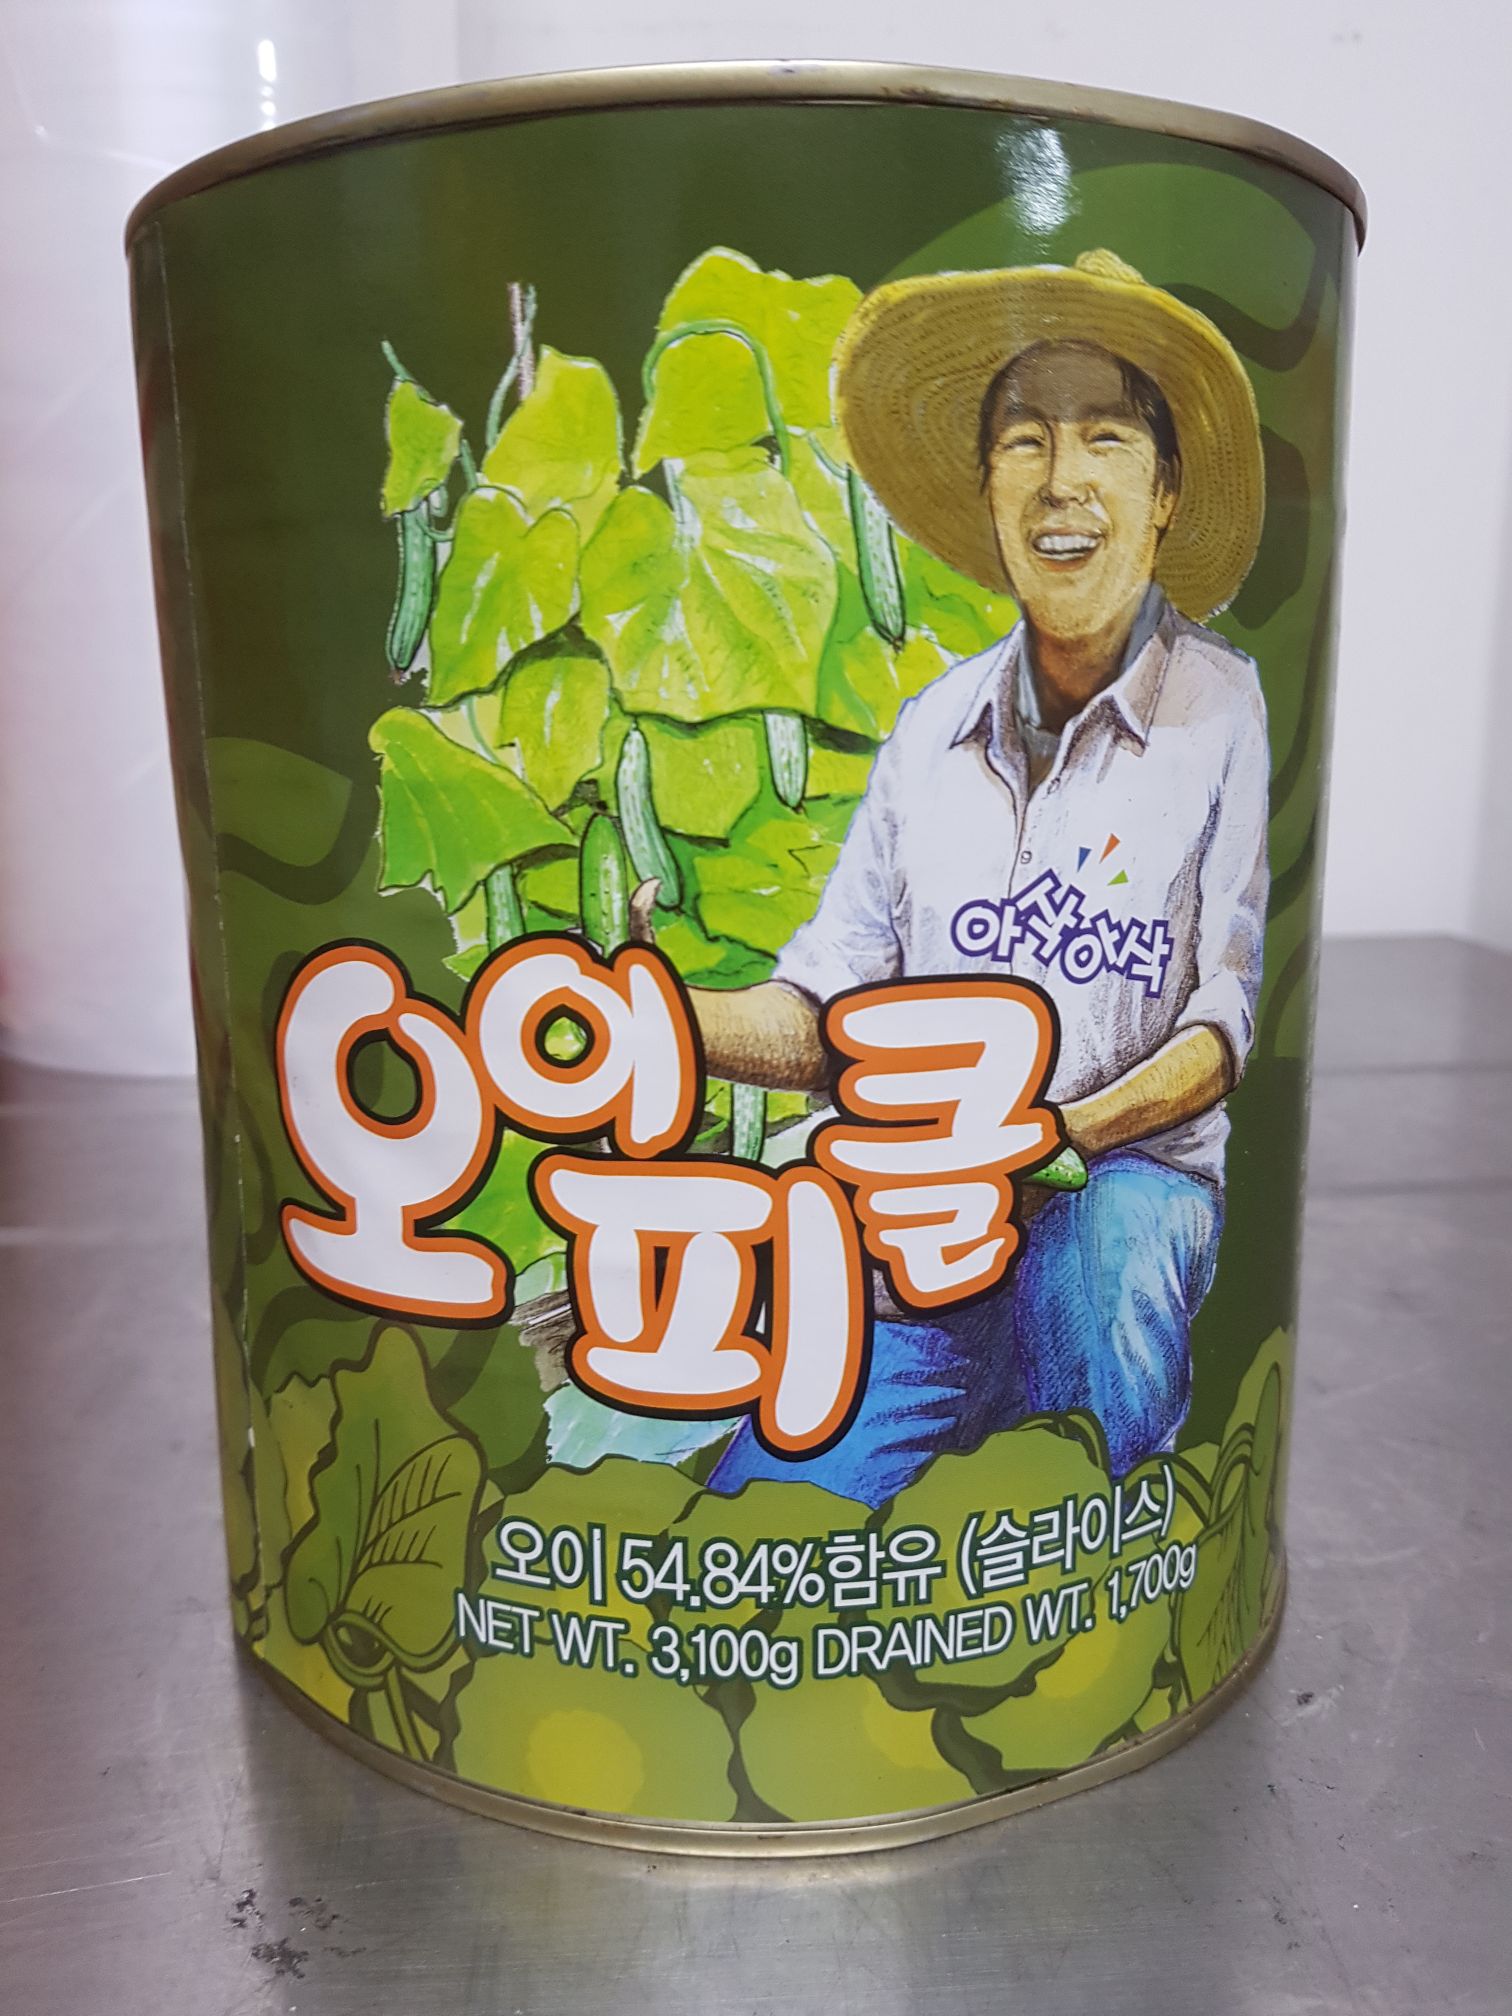 아삭아삭
오이
피클
오이 54.84%함유 (슬라이스)
NET WT. 3,100g DRAINED WT. 1,700g